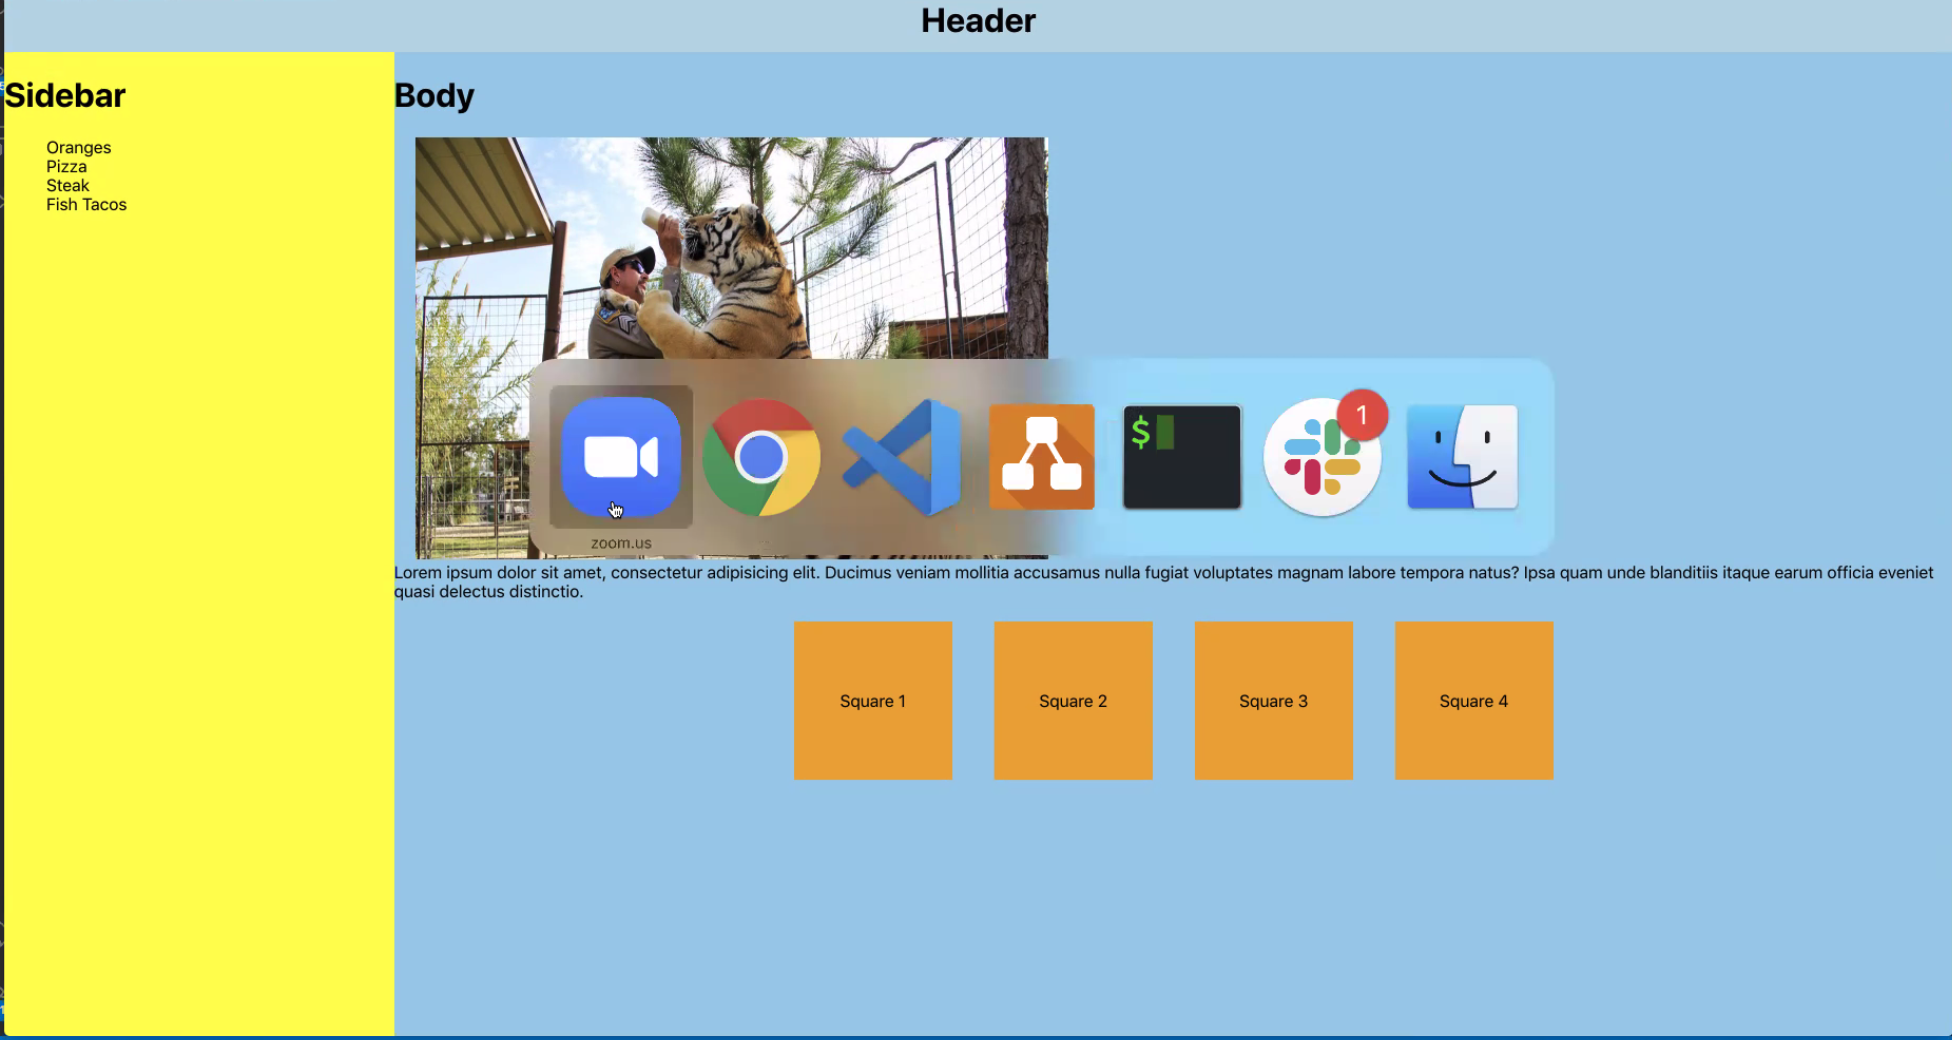 Header
Sidebar
Oranges
Pizza
Steak
Fish Tacos
Body
$
1
zoom.us
Lorem ipsum dolor sit amet, consectetur adipisicing elit. Ducimus veniam mollitia accusamus nulla fugiat voluptates magnam labore tempora natus? Ipsa quam unde blanditiis itaque earum officia eveniet
quasi delectus distinctio.
Square 1
Square 2
Square 3
Square 4